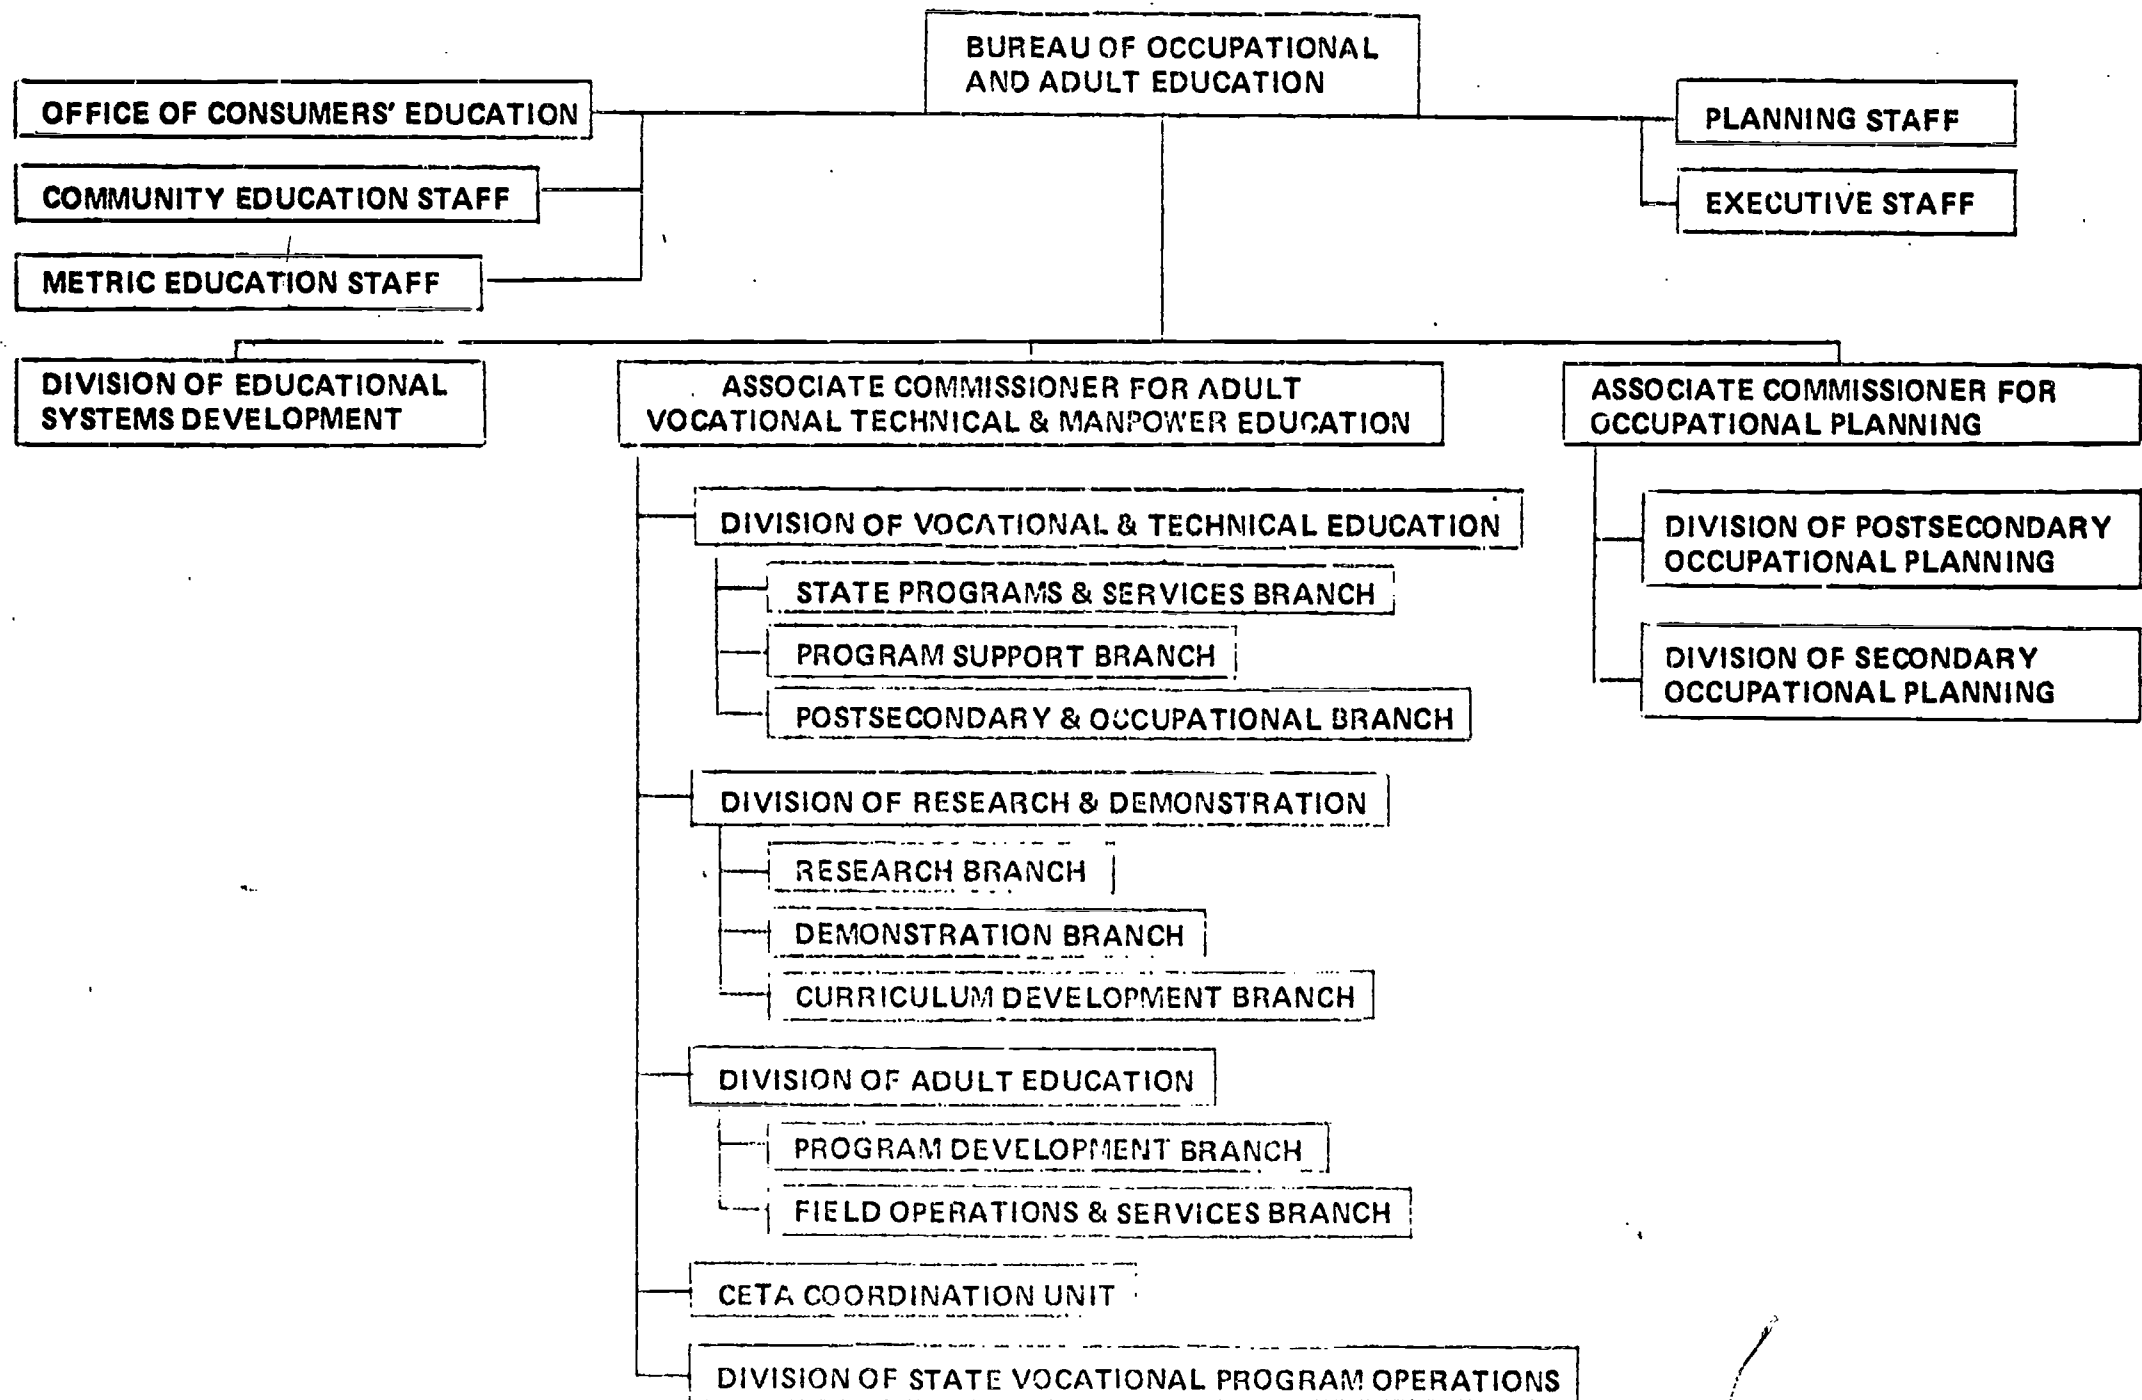 BUREAU OF OCCUPATIONAL
AND ADULT EDUCATION
OFFICE OF CONSUMERS' EDUCATION
COMMUNITY EDUCATION STAFF
METRIC EDUCATION STAFF
PLANNING STAFF
EXECUTIVE STAFF
DIVISION OF EDUCATIONAL
SYSTEMS DEVELOPMENT
ASSOCIATE COMMISSIONER FOR ADULT
VOCATIONAL TECHNICAL & MANPOWER EDUCATION
DIVISION OF VOCATIONAL & TECHNICAL EDUCATION
STATE PROGRAMS & SERVICES BRANCH
PROGRAM SUPPORT BRANCH
POSTSECONDARY & OCCUPATIONAL BRANCH
DIVISION OF RESEARCH & DEMONSTRATION
RESEARCH BRANCH
DEMONSTRATION BRANCH
CURRICULUM DEVELOPMENT BRANCH
DIVISION OF ADULT EDUCATION
PROGRAM DEVELOPMENT BRANCH
FIELD OPERATIONS & SERVICES BRANCH
CETA COORDINATION UNIT
DIVISION OF STATE VOCATIONAL PROGRAM OPERATIONS
ASSOCIATE COMMISSIONER FOR
OCCUPATIONAL PLANNING
DIVISION OF POSTSECONDARY
OCCUPATIONAL PLANNING
DIVISION OF SECONDARY
OCCUPATIONAL PLANNING